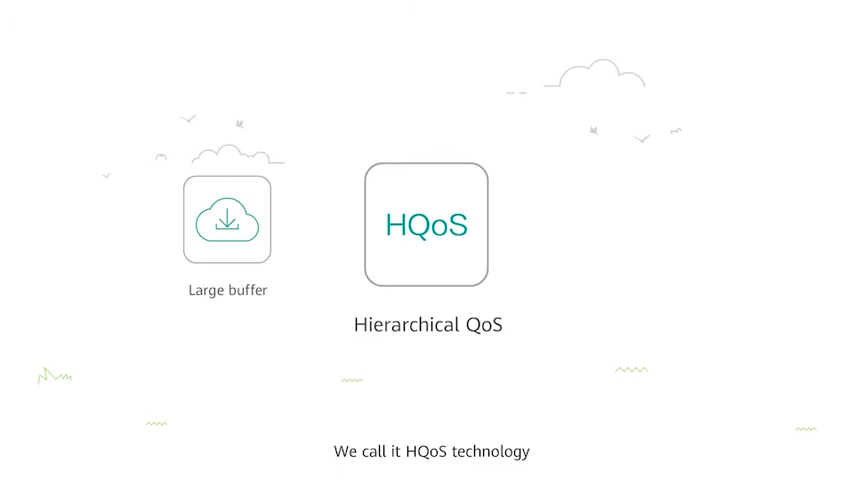 HQoS
Large buffer
Hierarchical QoS
We call it HQoS technology